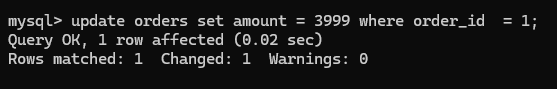 mysql> update orders set amount = 3999 where order_id  = 1;
Query OK, 1 row affected (0.02 sec)
Rows matched: 1  Changed: 1  Warnings: 0